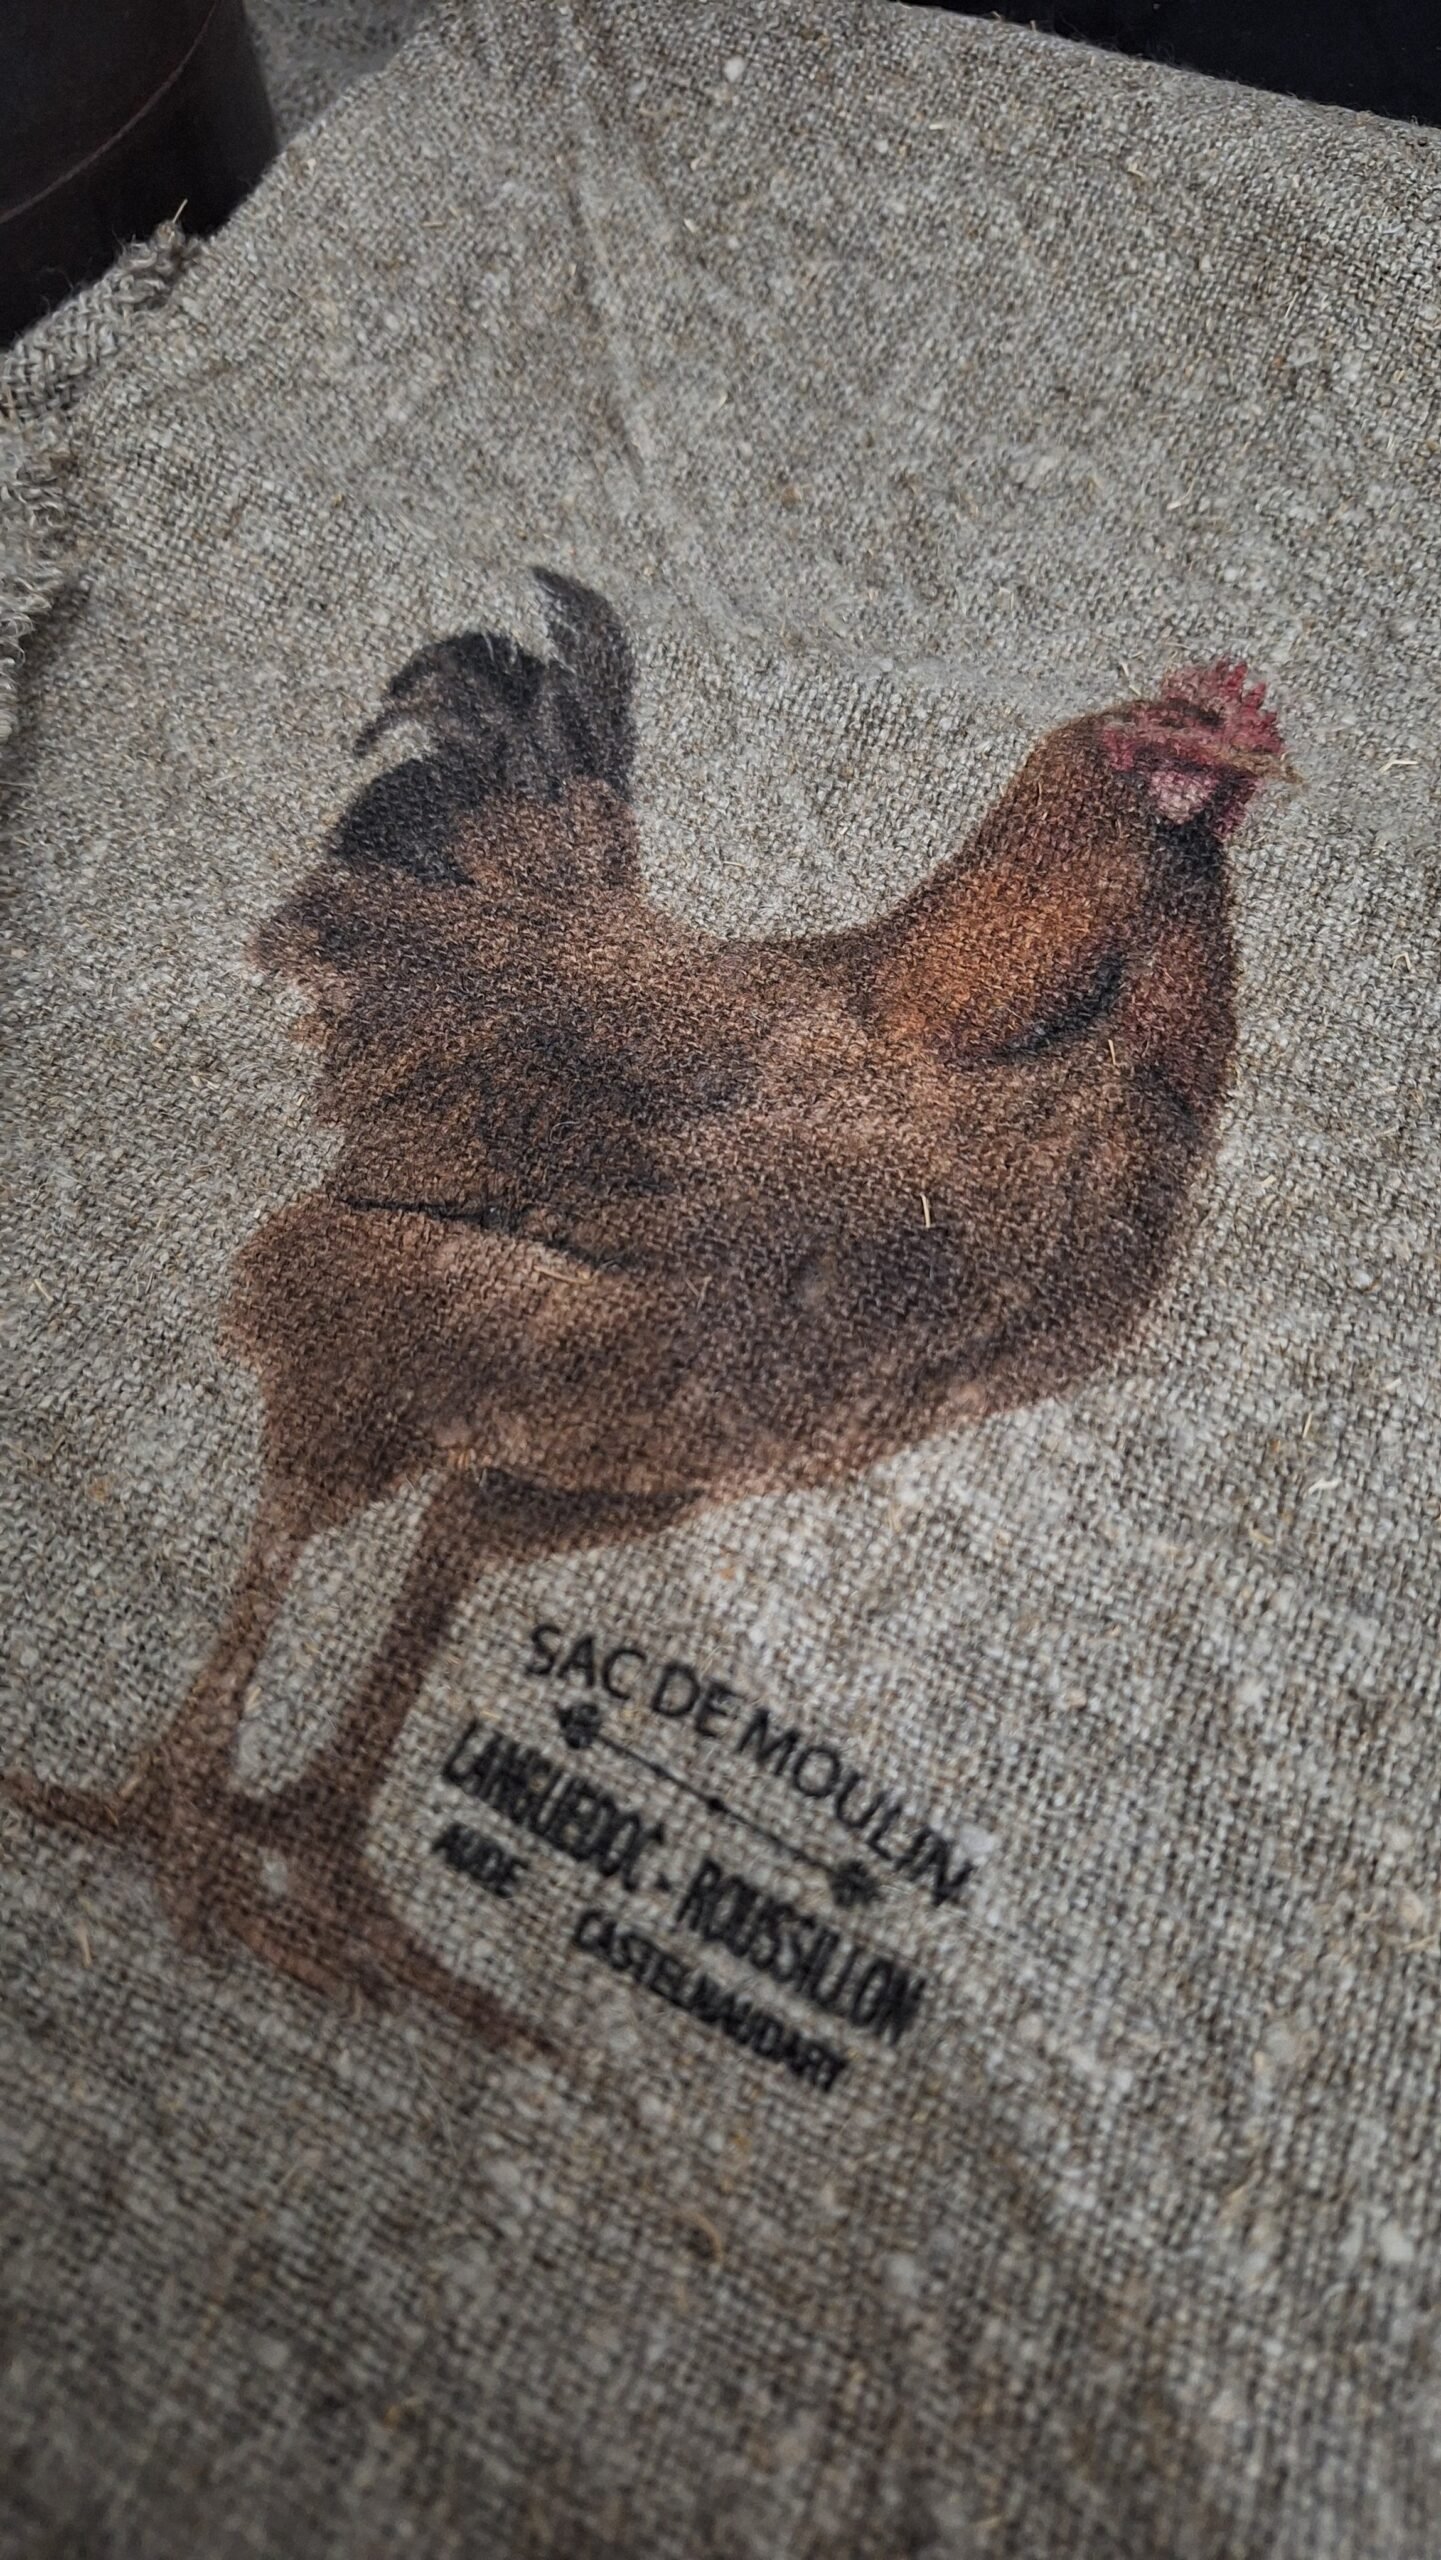 SAC DE MOULIN
LANGUEDOC - ROUSSILLON
AUDE CASTELNAUDARY